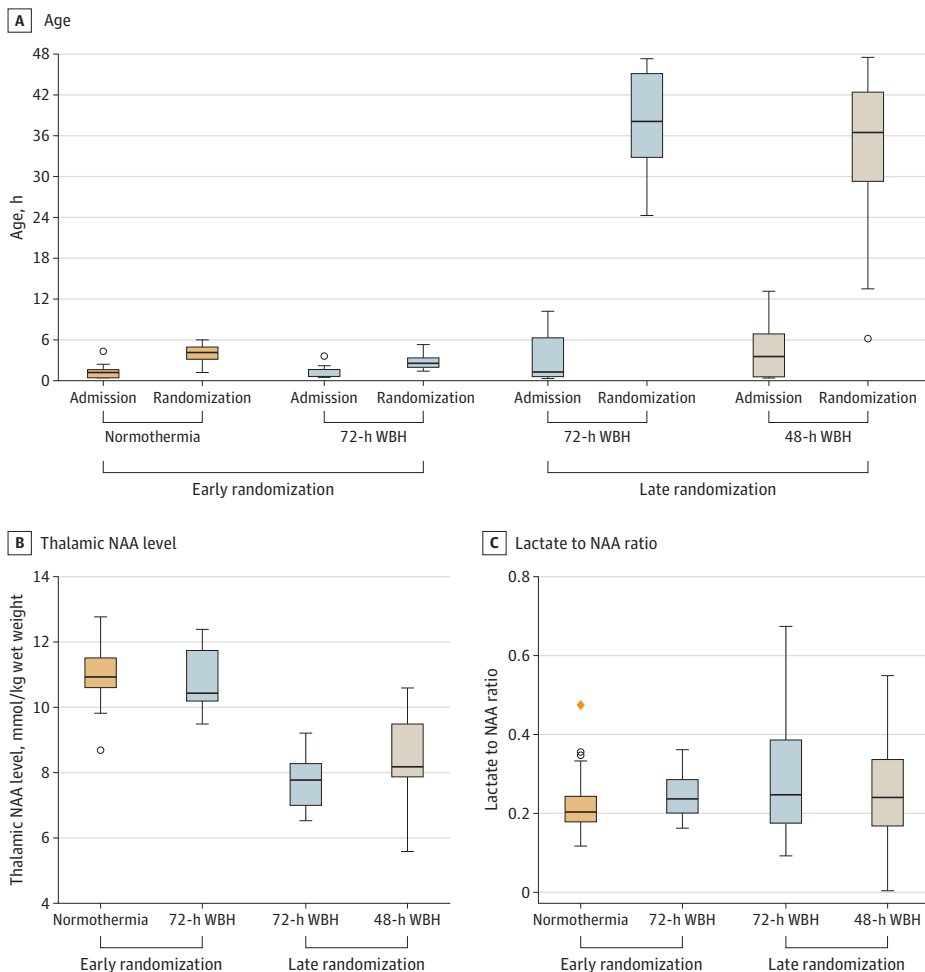 A Age
48
42
36
30
24
18
12
6
0
Age, h
Admission Randomization Admission Randomization Admission Randomization Admission Randomization
Normothermia 72-h WBH 72-h WBH 48-h WBH
Early randomization Late randomization
B Thalamic NAA level
14
12
10
8
6
4
Thalamic NAA level, mmol/kg wet weight
Normothermia 72-h WBH 72-h WBH 48-h WBH
Early randomization Late randomization
C Lactate to NAA ratio
0.8
0.6
0.4
0.2
0
Lactate to NAA ratio
Normothermia 72-h WBH 72-h WBH 48-h WBH
Early randomization Late randomization